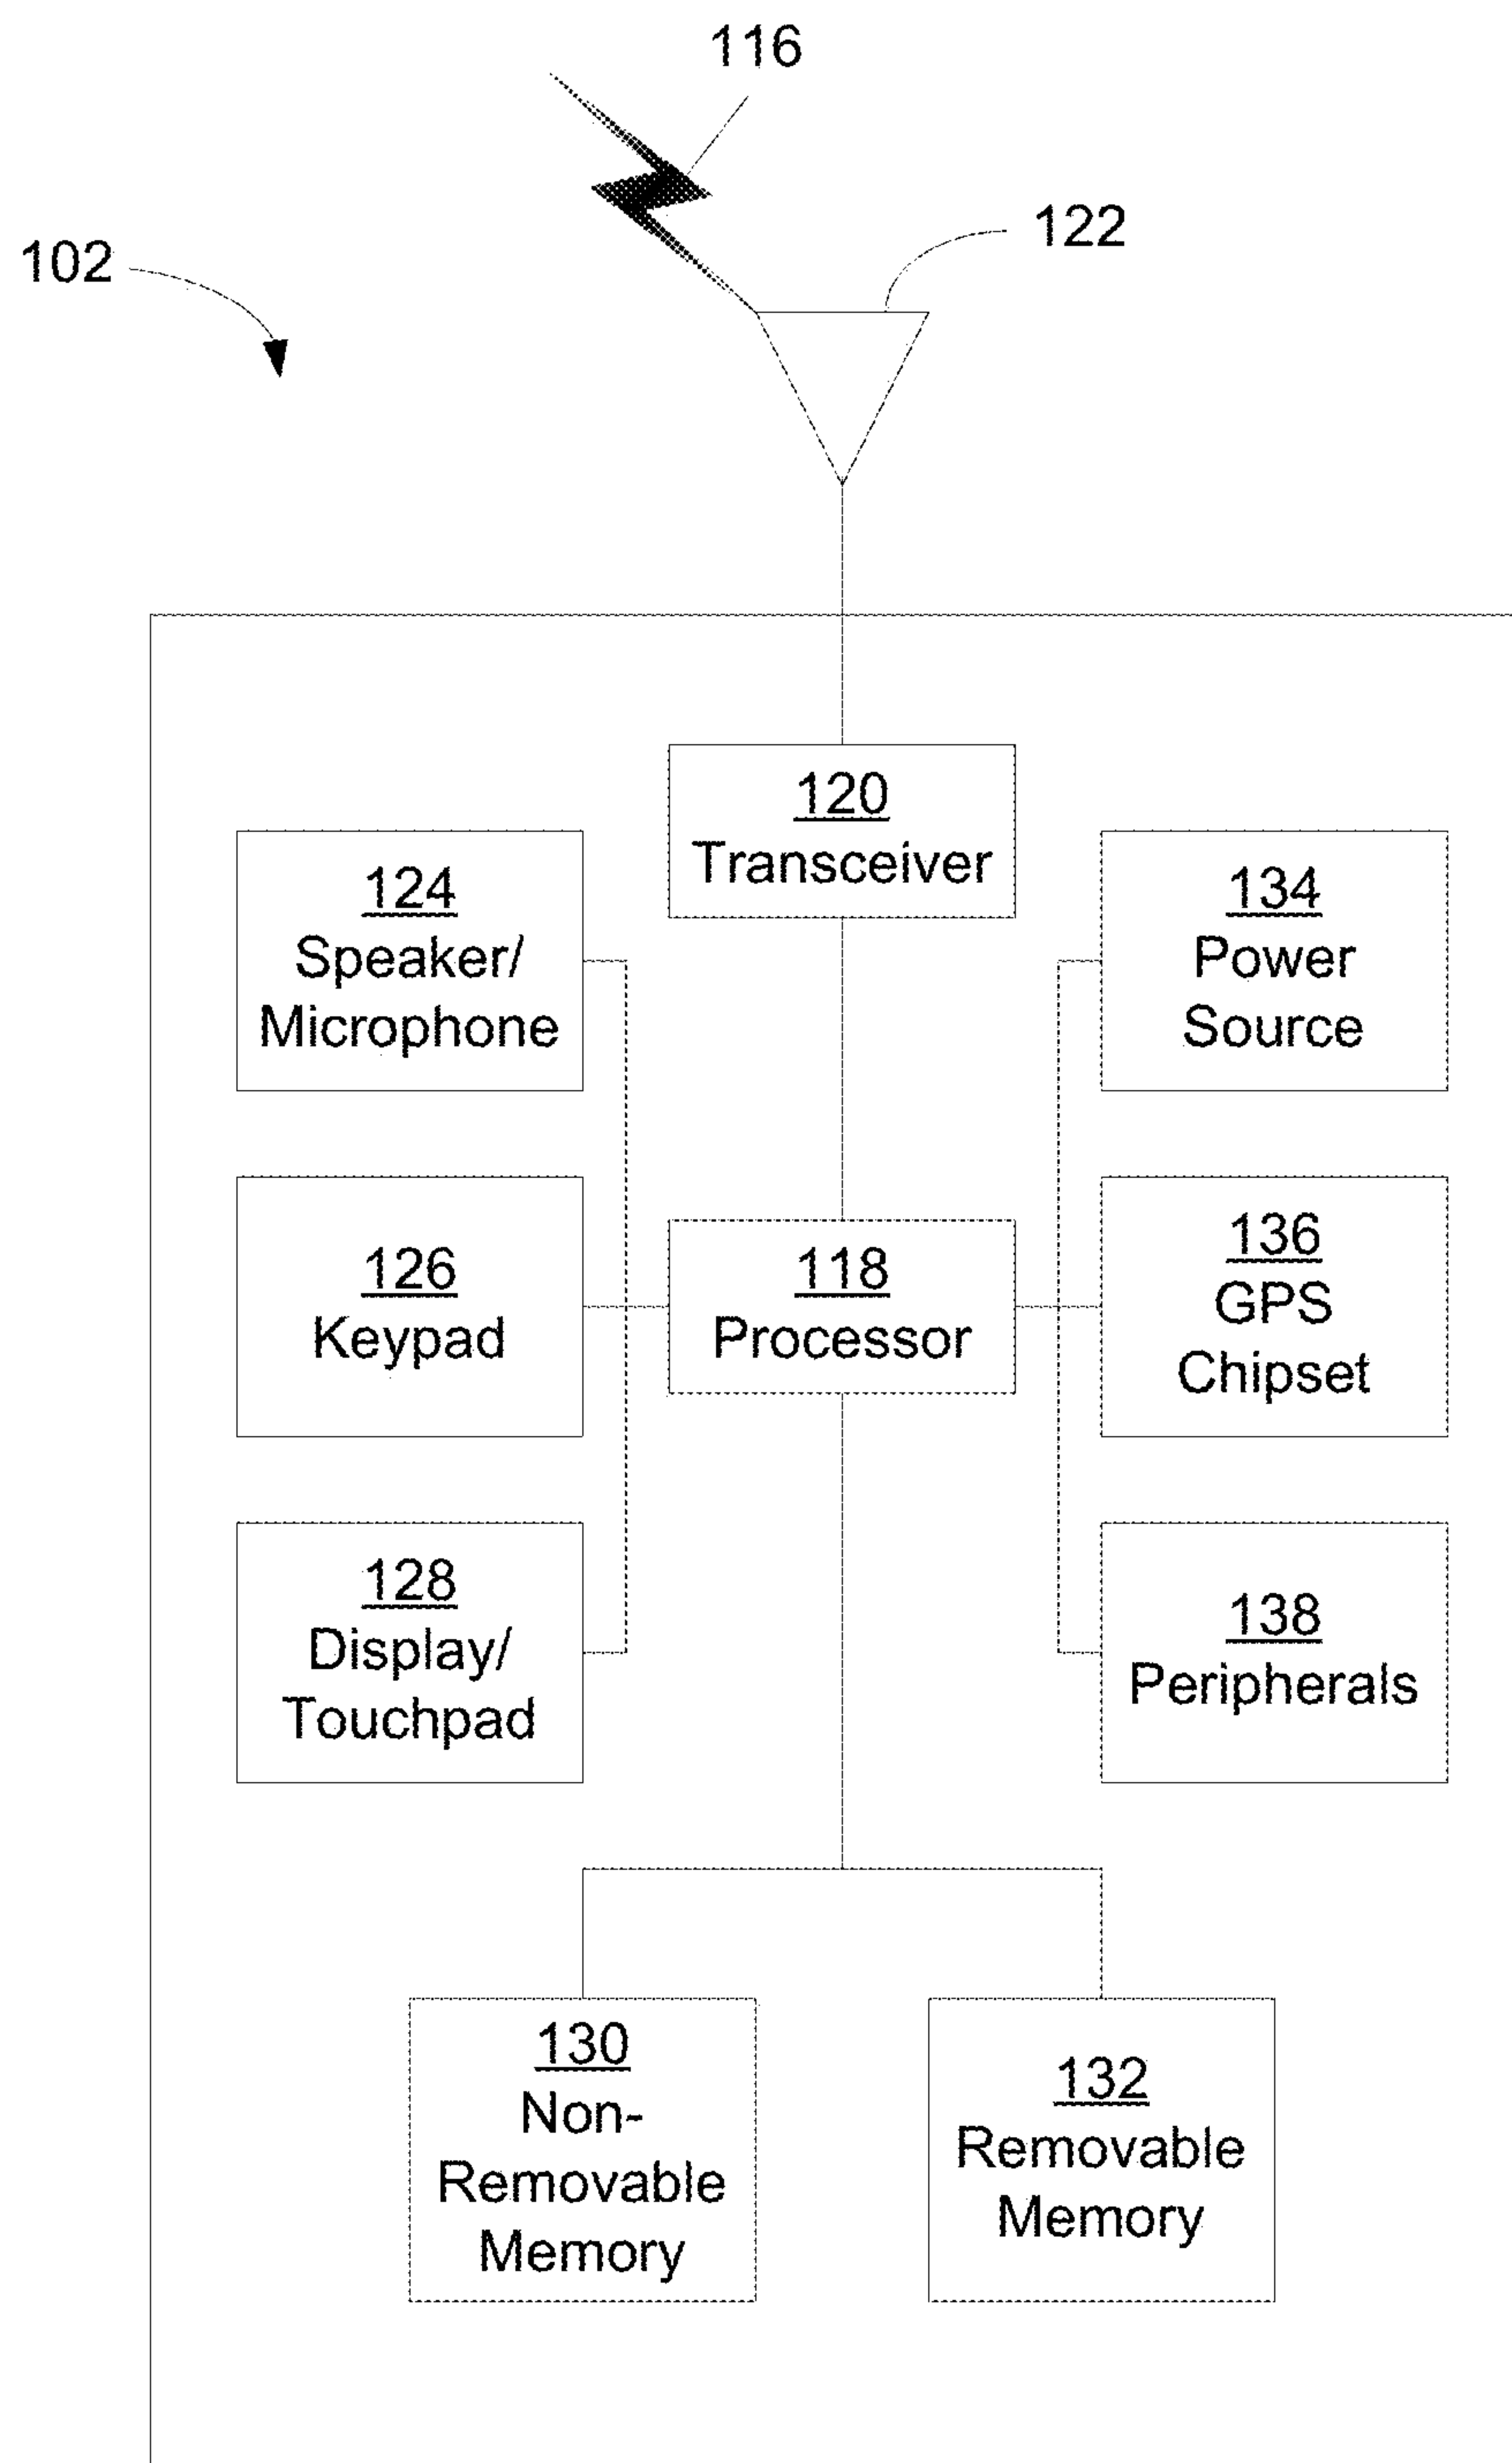 116
122
102
120
Transceiver
124
Speaker/
Microphone
134
Power
Source
126
Keypad
118
Processor
136
GPS
Chipset
128
Display/
Touchpad
138
Peripherals
130
Non-
Removable
Memory
132
Removable
Memory